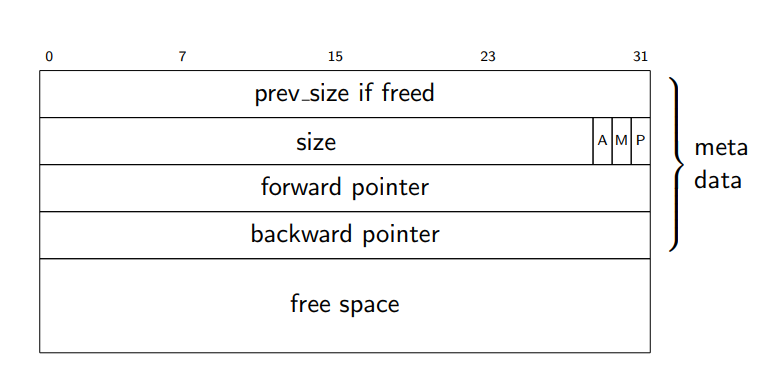 0 7 15 23 31
prev_size if freed
size A M P
forward pointer
backward pointer
free space
meta
data